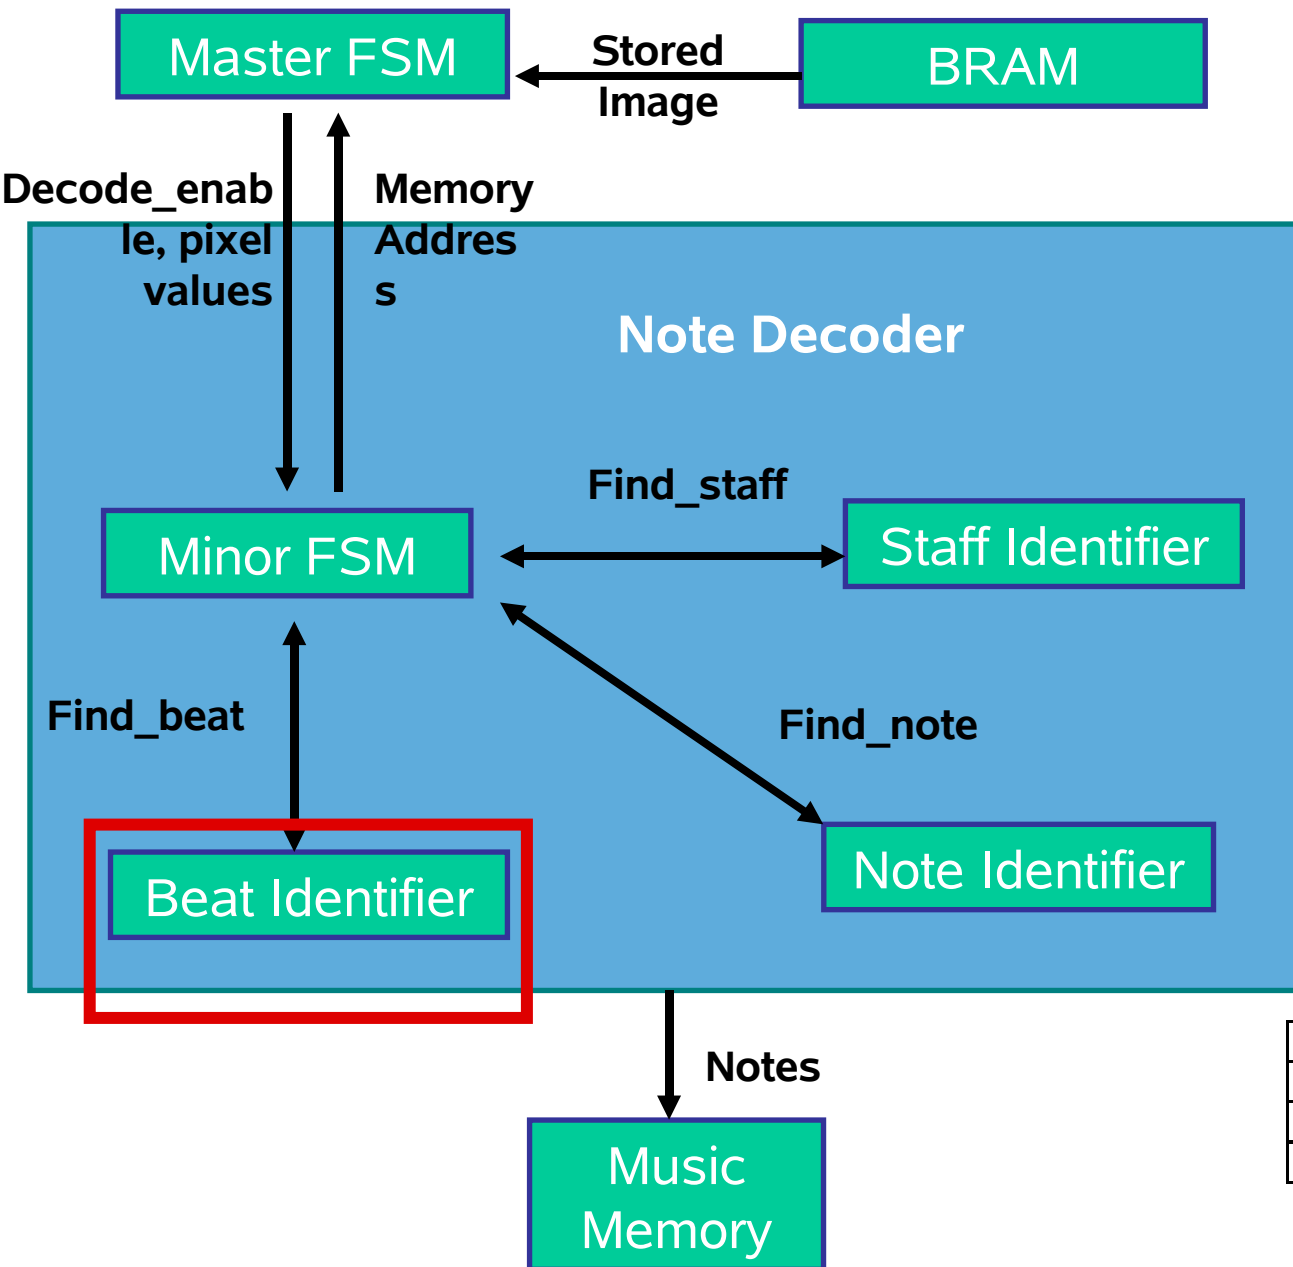 Master FSM
Stored
Image
BRAM
Decode_enab
le, pixel
values
Memory
Addres
s
Note Decoder
Find_staff
Minor FSM
Staff Identifier
Find_beat
Find_note
Beat Identifier
Note Identifier
Notes
Music
Memory